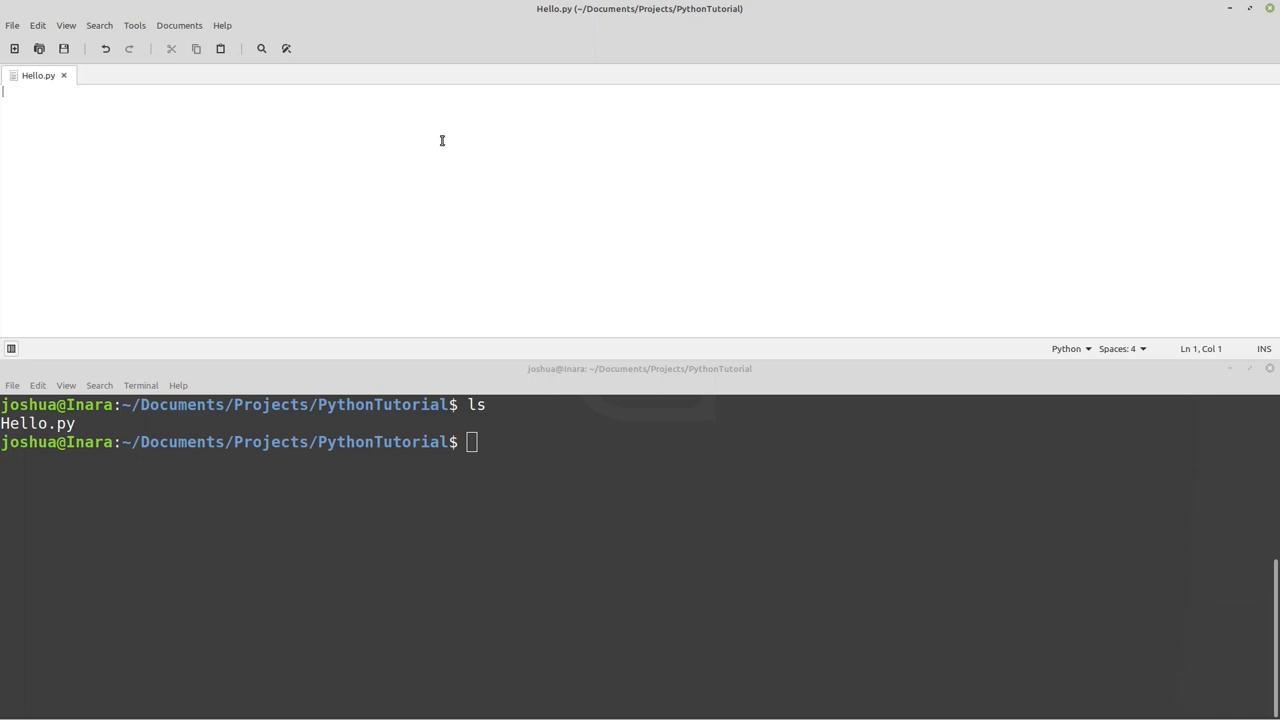 Hello.py (~/Documents/Projects/PythonTutorial)
File Edit View Search Tools Documents Help
Hello.py
Python Spaces: 4 Ln 1, Col 1 INS
joshua@Inara: ~/Documents/Projects/PythonTutorial
File Edit View Search Terminal Help
joshua@Inara:~/Documents/Projects/PythonTutorial$ ls
Hello.py
joshua@Inara:~/Documents/Projects/PythonTutorial$